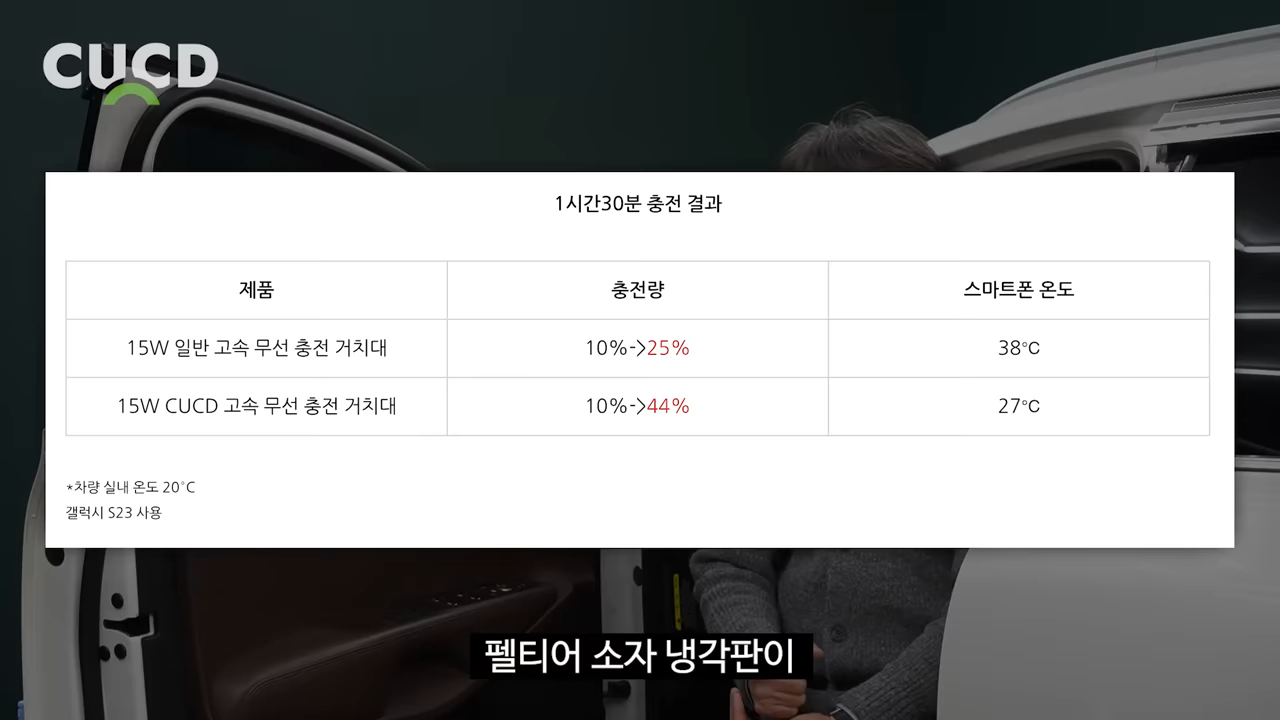 CUCD
1시간30분 충전 결과
제품 충전량 스마트폰 온도
15W 일반 고속 무선 충전 거치대 10%->25% 38℃
15W CUCD 고속 무선 충전 거치대 10%->44% 27℃
*차량 실내 온도 20°C
갤럭시 S23 사용
펠티어 소자 냉각판이